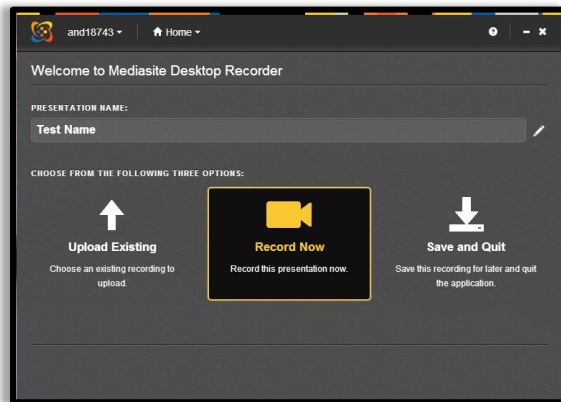 and18743 Home
Welcome to Mediasite Desktop Recorder
PRESENTATION NAME:
Test Name
CHOOSE FROM THE FOLLOWING THREE OPTIONS:
Upload Existing
Choose an existing recording to
upload.
Record Now
Record this presentation now.
Save and Quit
Save this recording for later and quit
the application.